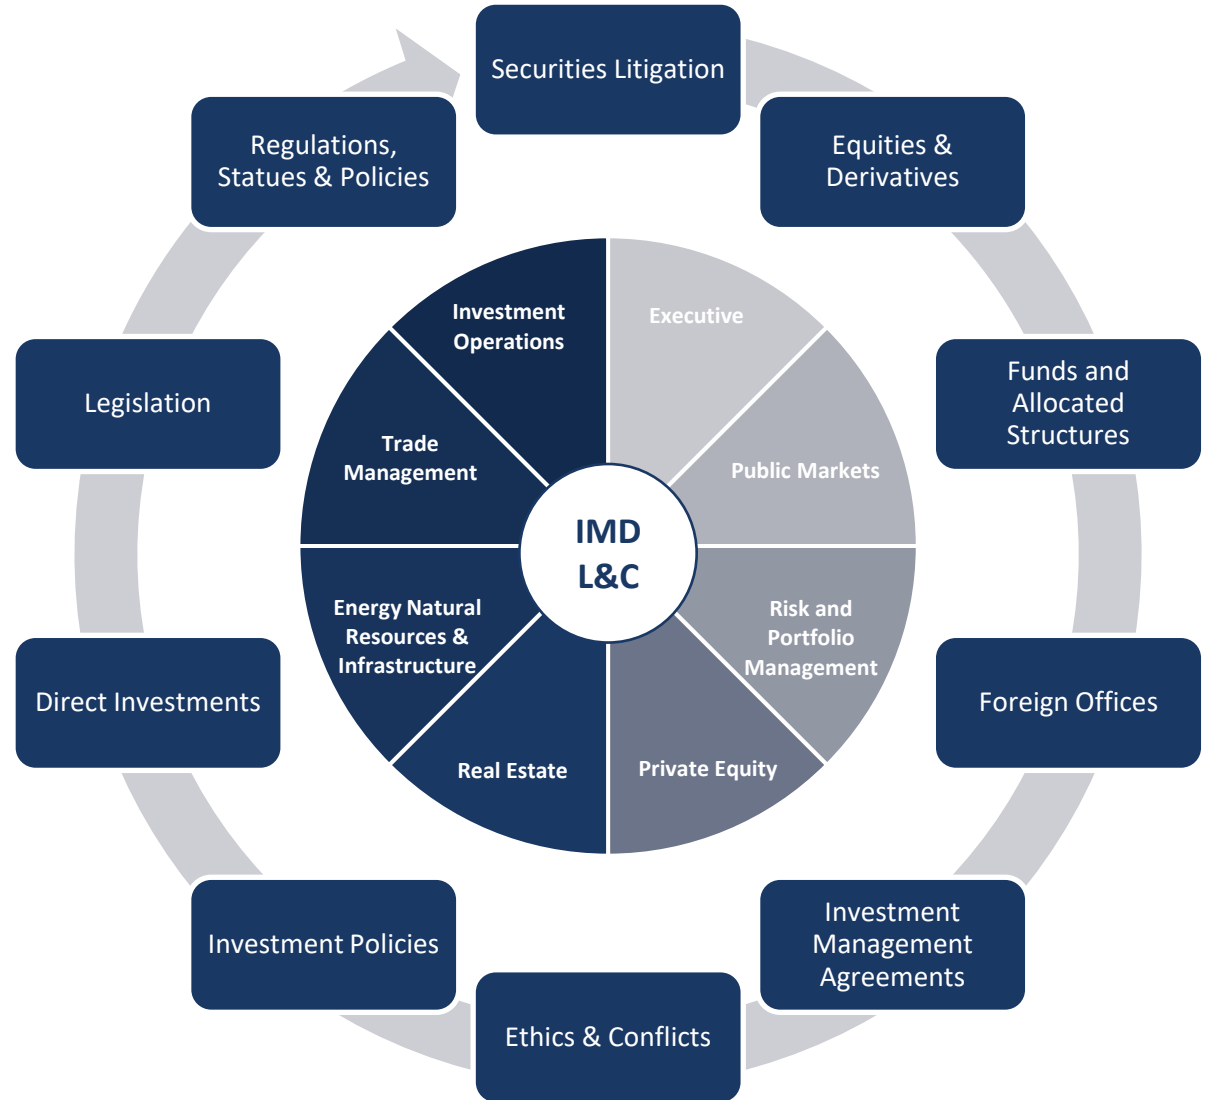 Securities Litigation
Equities &
Derivatives
Funds and
Allocated
Structures
Foreign Offices
Investment
Management
Agreements
Ethics & Conflicts
Investment Policies
Direct Investments
Legislation
Regulations,
Statues & Policies
Executive
Public Markets
Risk and
Portfolio
Management
Private Equity
Real Estate
Energy Natural
Resources &
Infrastructure
Trade
Management
Investment
Operations
IMD
L&C